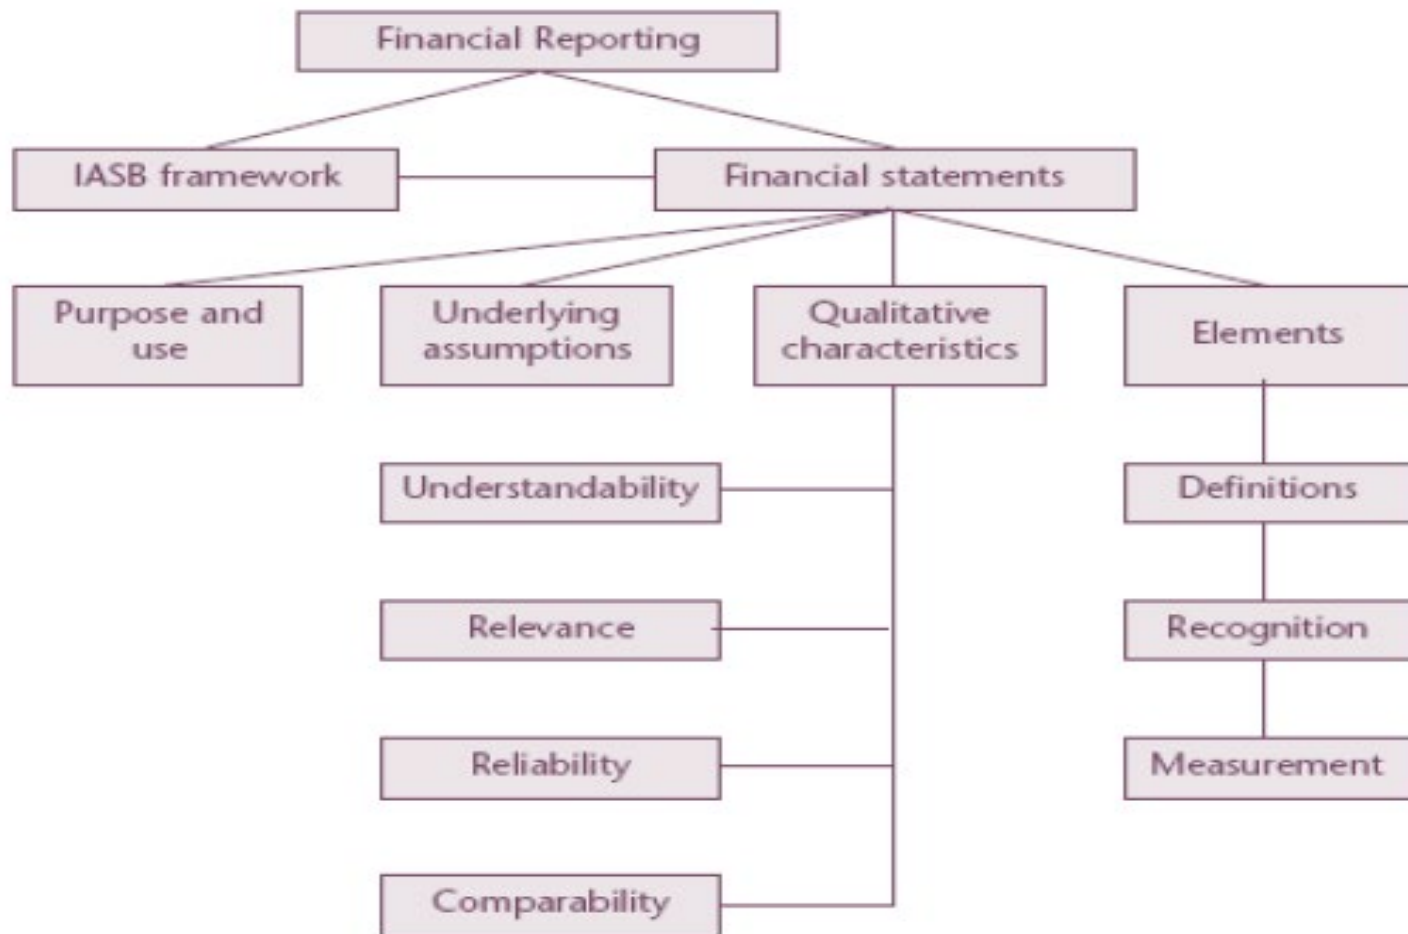 Financial Reporting
IASB framework
Financial statements
Purpose and
use
Underlying
assumptions
Qualitative
characteristics
Elements
Understandability
Definitions
Relevance
Recognition
Reliability
Measurement
Comparability